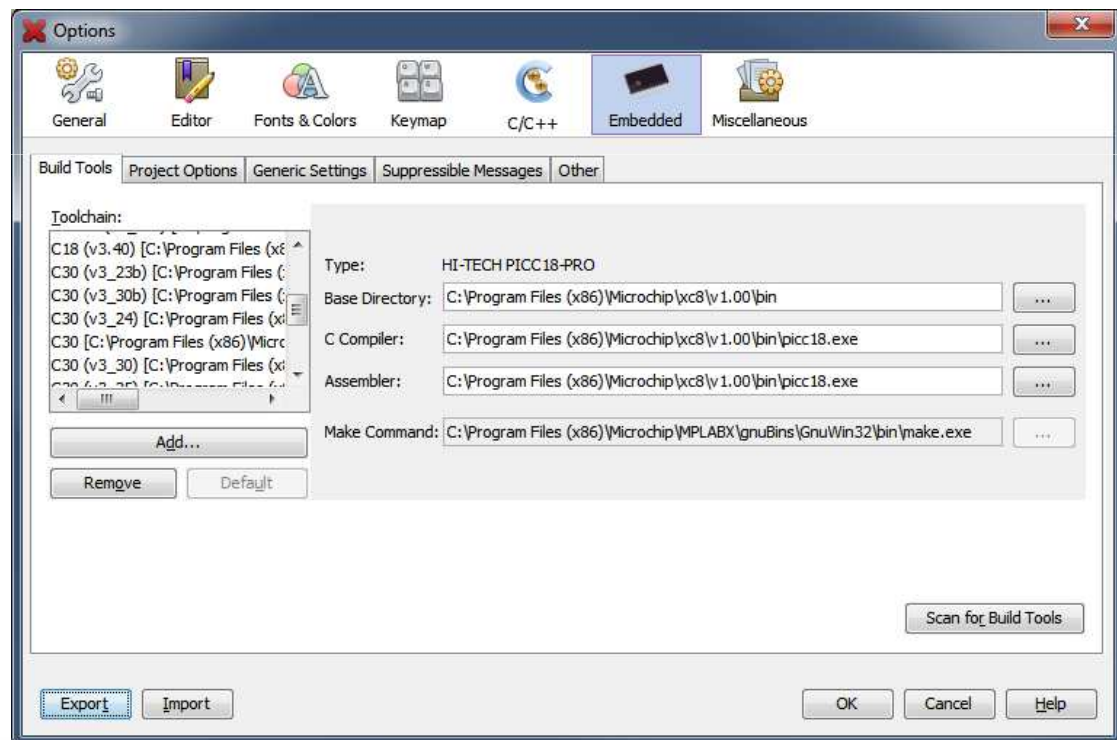 Options
General Editor Fonts & Colors Keymap C/C++ Embedded Miscellaneous
Build Tools Project Options Generic Settings Suppressible Messages Other
Toolchain:
C18 (v3.40) [C:\Program Files (x8
C30 (v3_23b) [C:\Program Files (
C30 (v3_30b) [C:\Program Files (
C30 (v3_24) [C:\Program Files (x
C30 [C:\Program Files (x86)\Micro
C30 (v3_30) [C:\Program Files (x
Type: HI-TECH PICC18-PRO
Base Directory: C:\Program Files (x86)\Microchip\xc8\v1.00\bin ...
C Compiler: C:\Program Files (x86)\Microchip\xc8\v1.00\bin\picc18.exe ...
Assembler: C:\Program Files (x86)\Microchip\xc8\v1.00\bin\picc18.exe ...
Make Command: C:\Program Files (x86)\Microchip\MPLABX\gnuBins\GnuWin32\bin\make.exe ...
Add...
Remove Default
Scan for Build Tools
Export Import OK Cancel Help